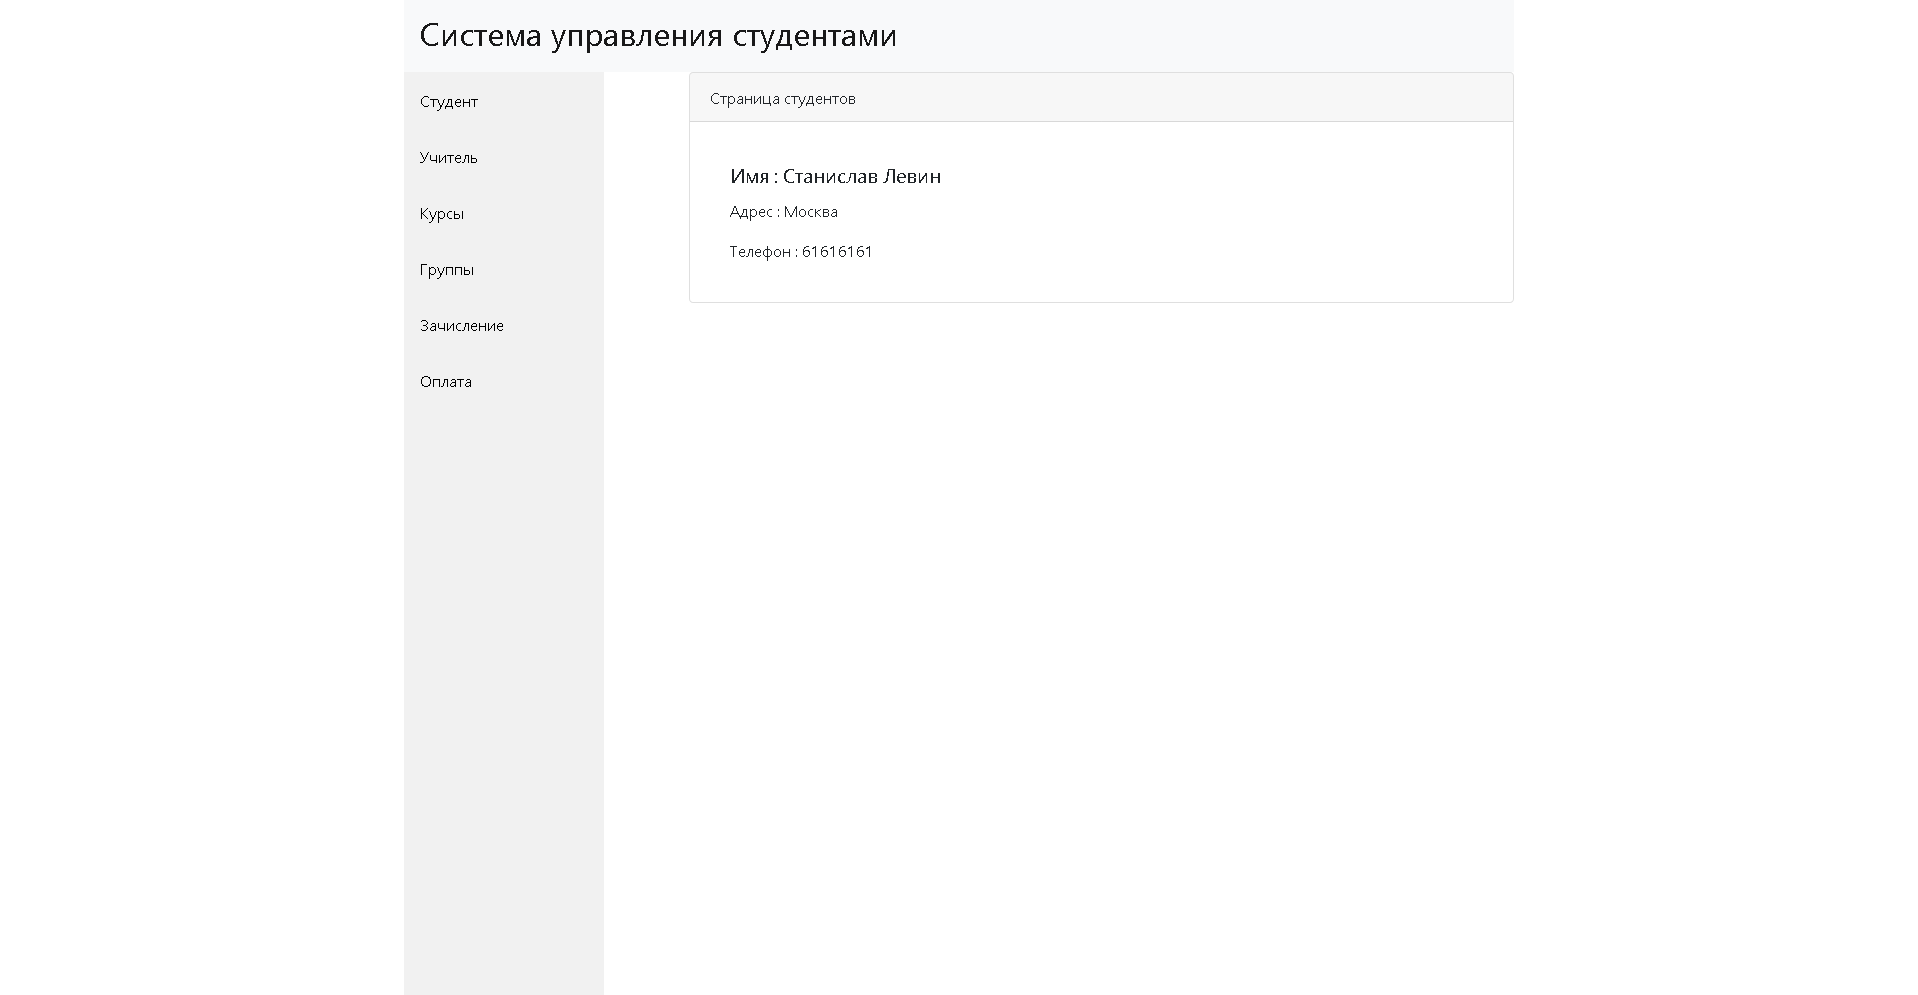 Система управления студентами
Студент
Учитель
Курсы
Группы
Зачисление
Оплата
Страница студентов
Имя : Станислав Левин
Адрес : Москва
Телефон : 61616161